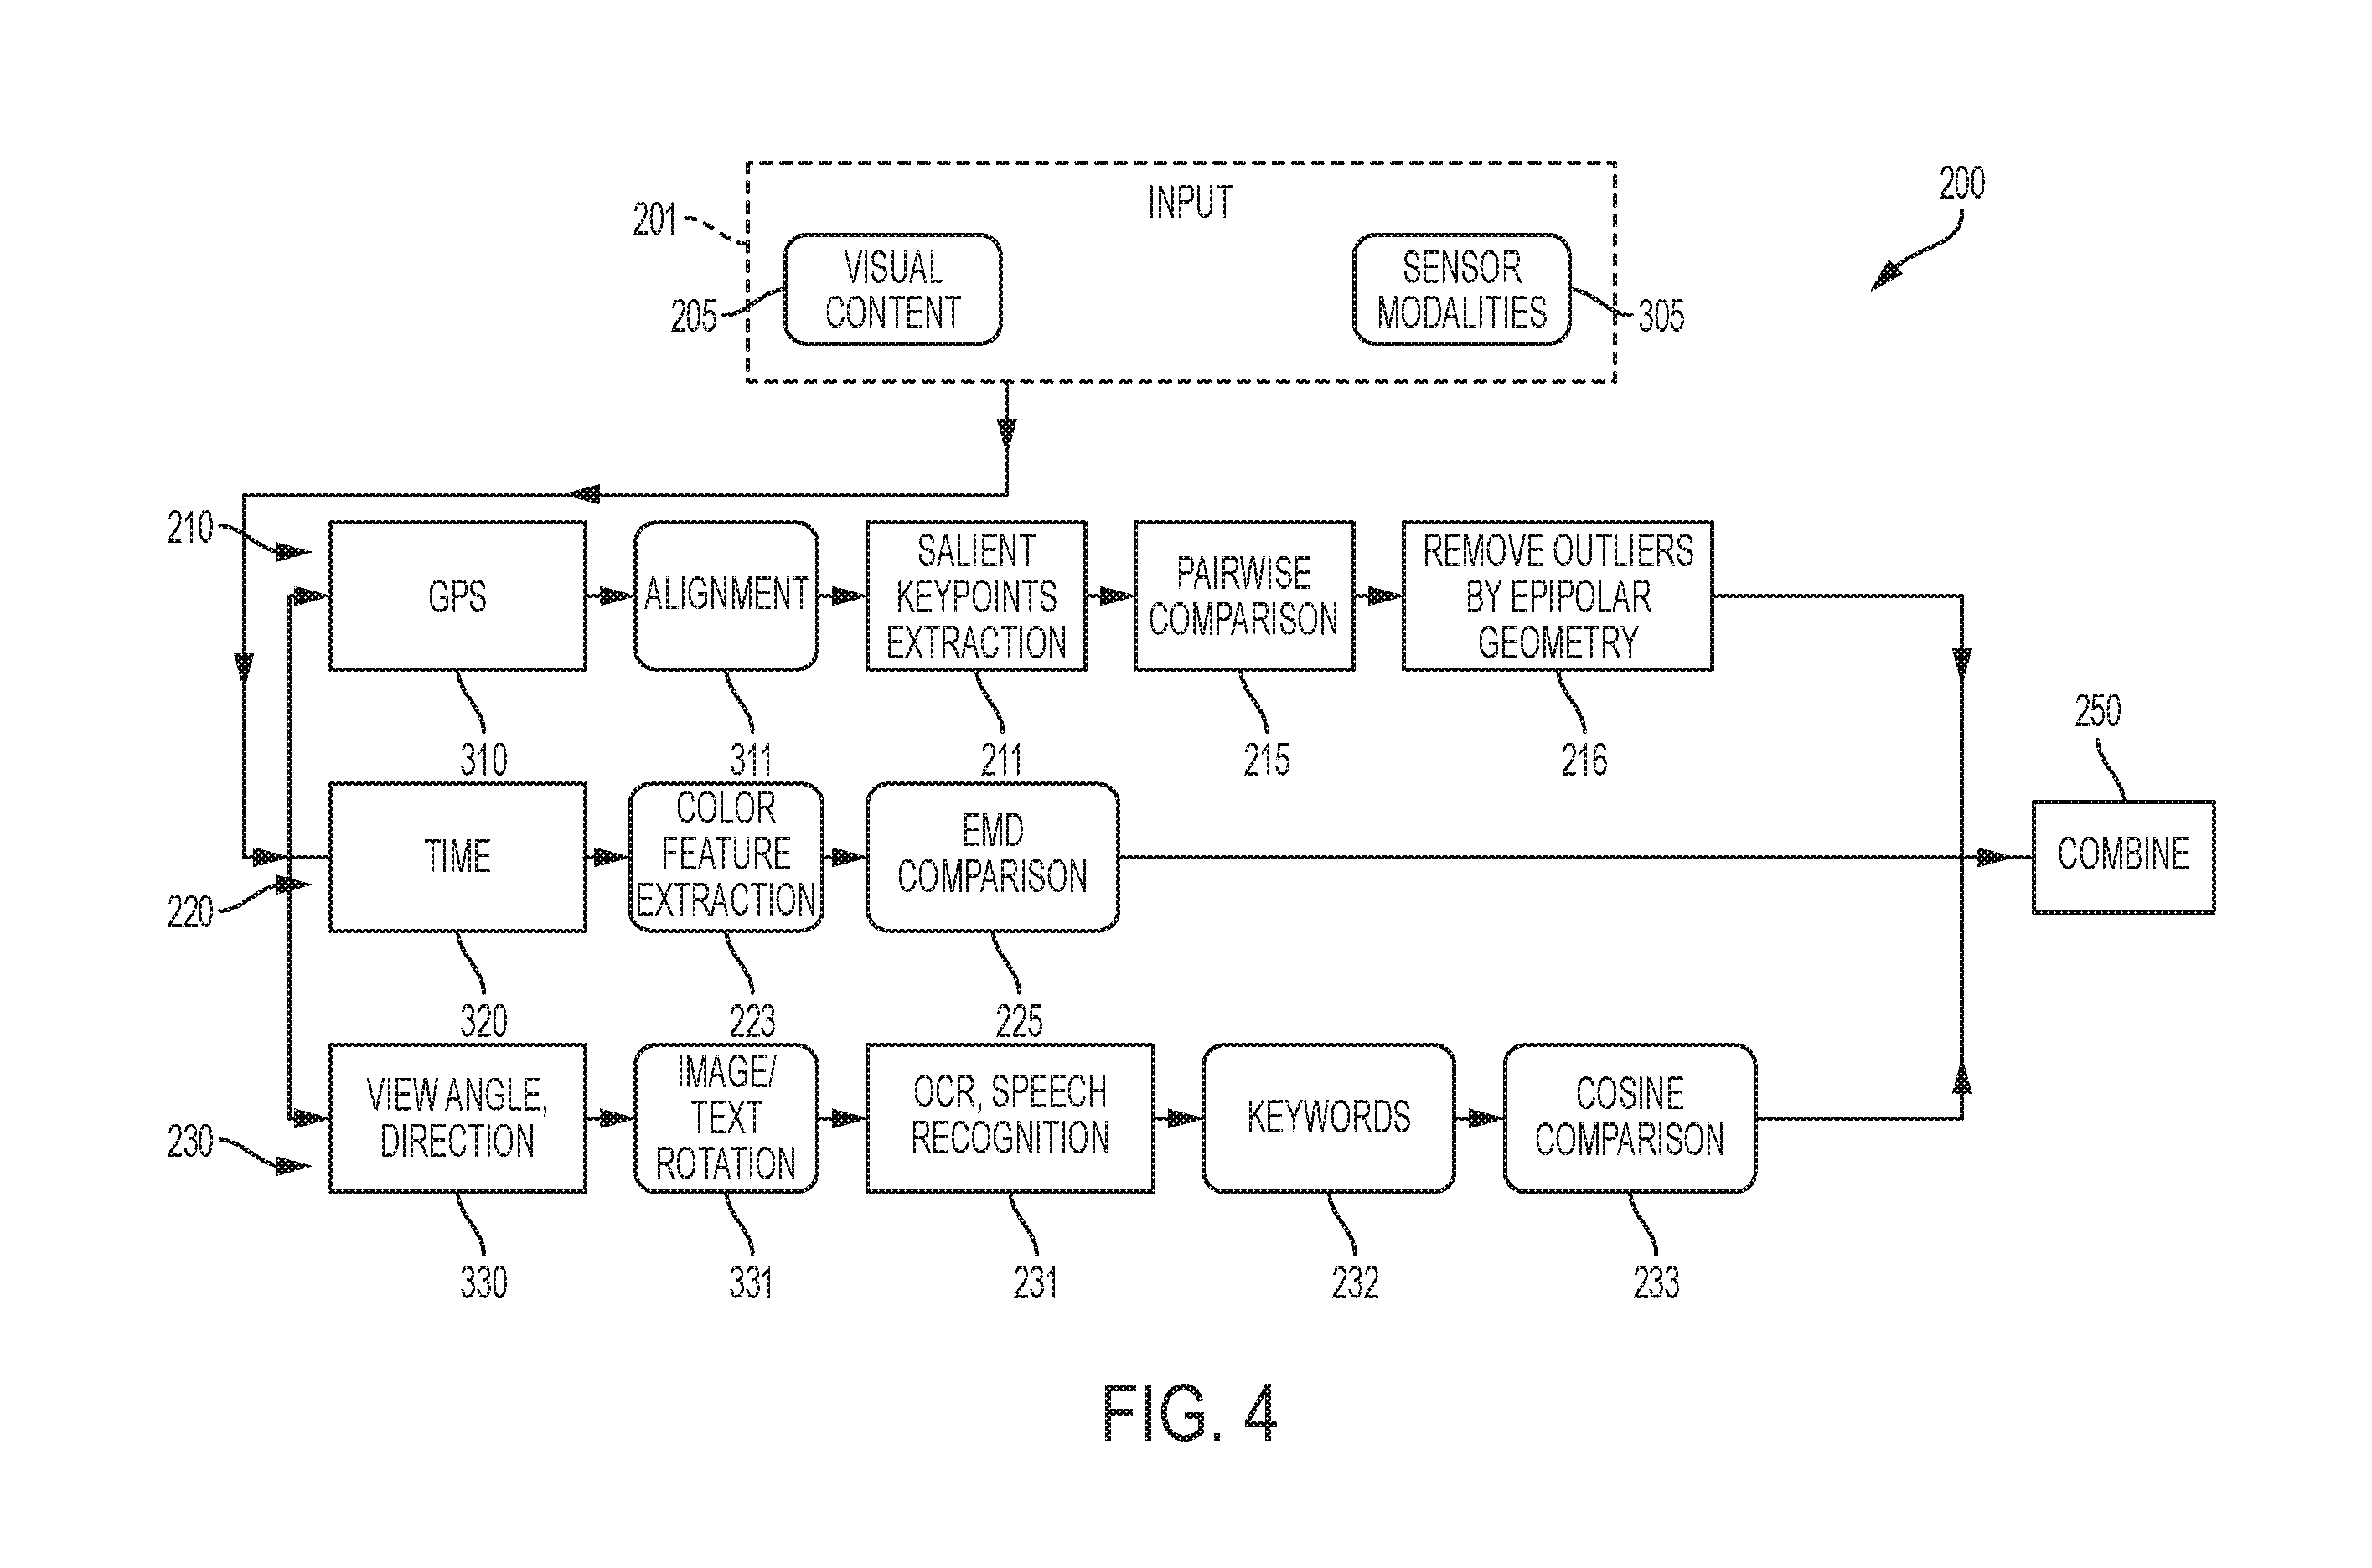 INPUT
200
201
VISUAL
CONTENT
SENSOR
MODALITIES
205
305
210
GPS
ALIGNMENT
SALIENT
KEYPOINTS
EXTRACTION
PAIRWISE
COMPARISON
REMOVE OUTLIERS
BY EPIPOLAR
GEOMETRY
310
311
211
215
216
250
220
TIME
COLOR
FEATURE
EXTRACTION
EMD
COMPARISON
COMBINE
320
223
225
230
VIEW ANGLE,
DIRECTION
IMAGE/
TEXT
ROTATION
OCR, SPEECH
RECOGNITION
KEYWORDS
COSINE
COMPARISON
330
331
231
232
233
FIG. 4